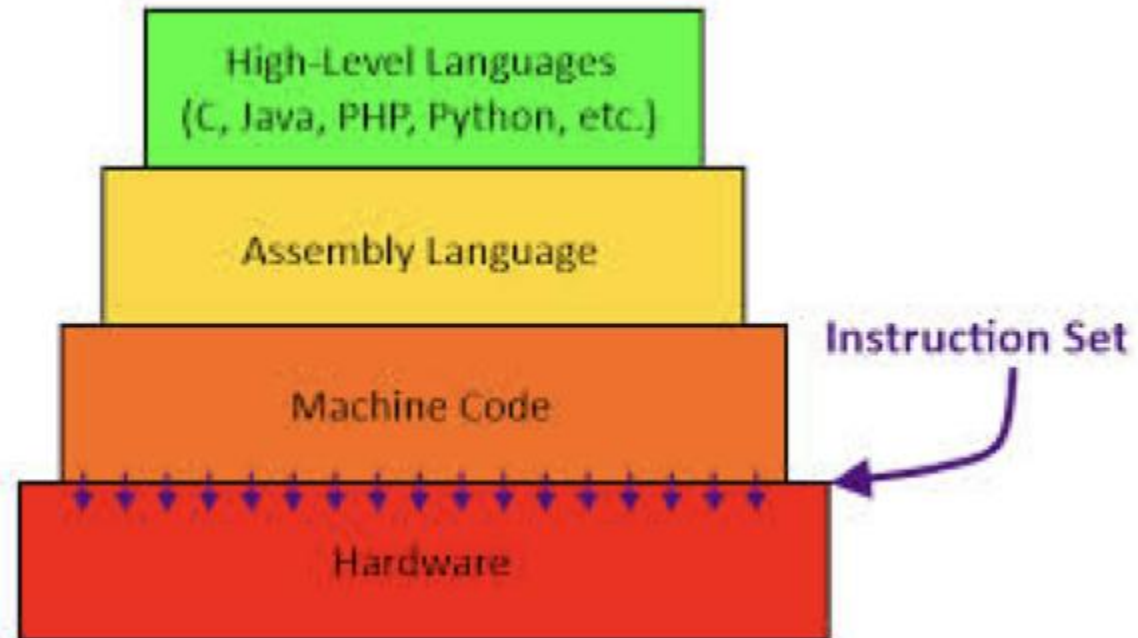 High-Level Languages
(C, Java, PHP, Python, etc.)
Assembly Language
Instruction Set
Machine Code
Hardware